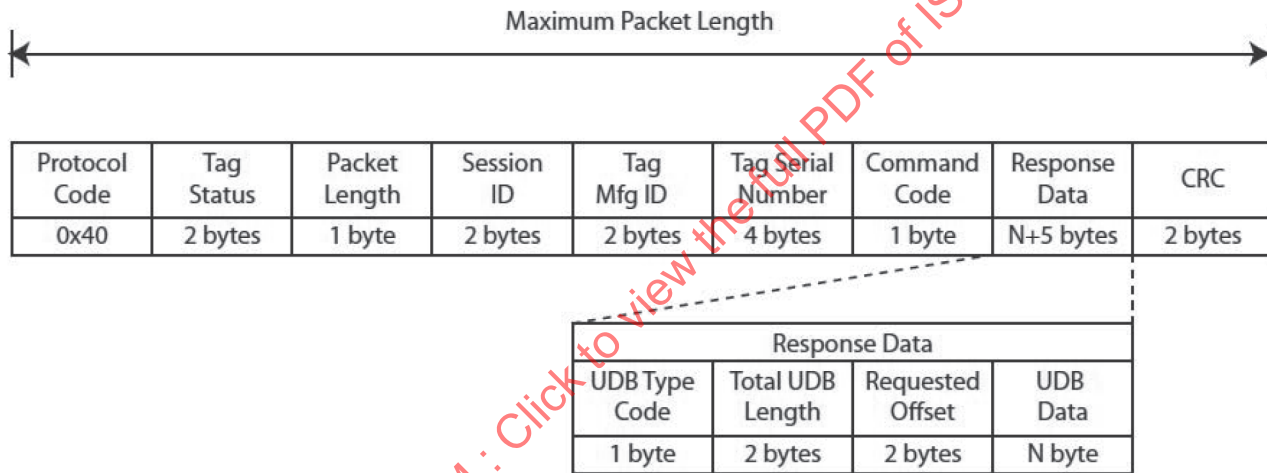 Maximum Packet Length
Protocol Code Tag Status Packet Length Session ID Tag Mfg ID Tag Serial Number Command Code Response Data CRC
0x40 2 bytes 1 byte 2 bytes 2 bytes 4 bytes 1 byte N+5 bytes 2 bytes
Response Data
UDB Type Code Total UDB Length Requested Offset UDB Data
1 byte 2 bytes 2 bytes N byte
: Click to view the full PDF of